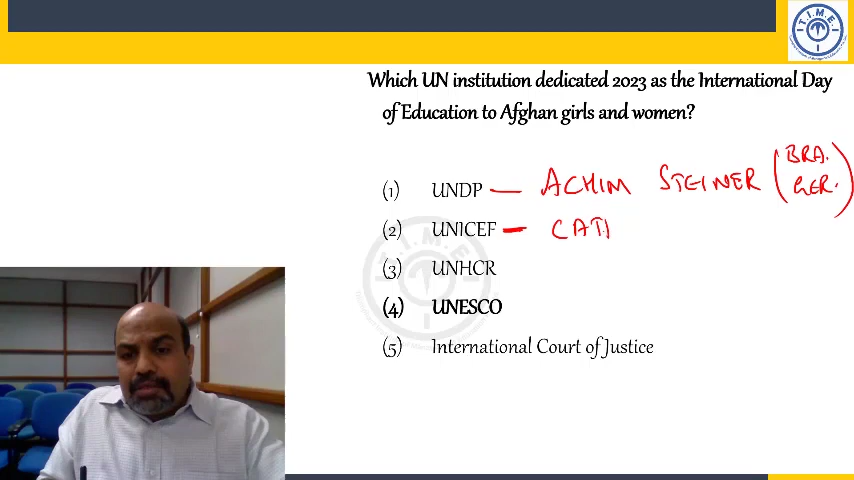 T.I.M.E.
Which UN institution dedicated 2023 as the International Day
of Education to Afghan girls and women?
(1) UNDP — ACHIM STEINER (BRA.
GER.)
(2) UNICEF — CATH
(3) UNHCR
(4) UNESCO
(5) International Court of Justice